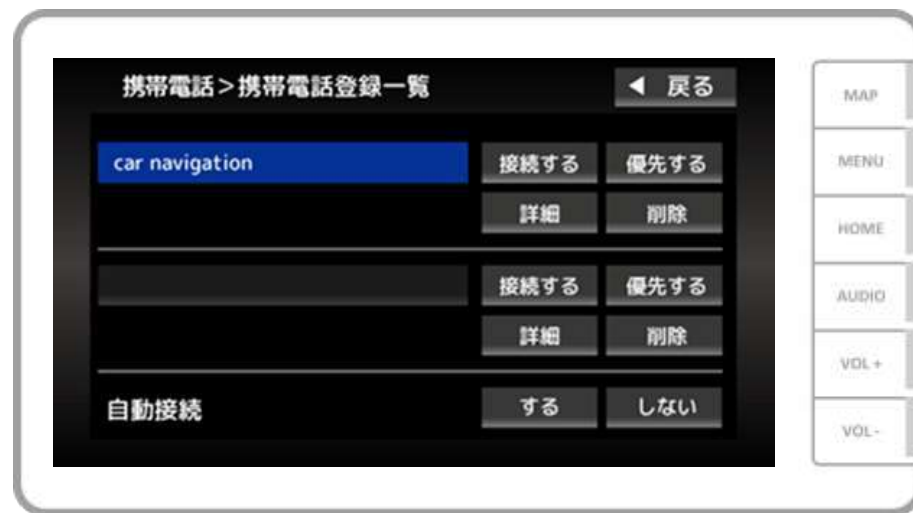 携帯電話＞携帯電話登録一覧 ◀ 戻る
car navigation 接続する 優先する
詳細 削除
接続する 優先する
詳細 削除
自動接続 する しない
MAP
MENU
HOME
AUDIO
VOL +
VOL -